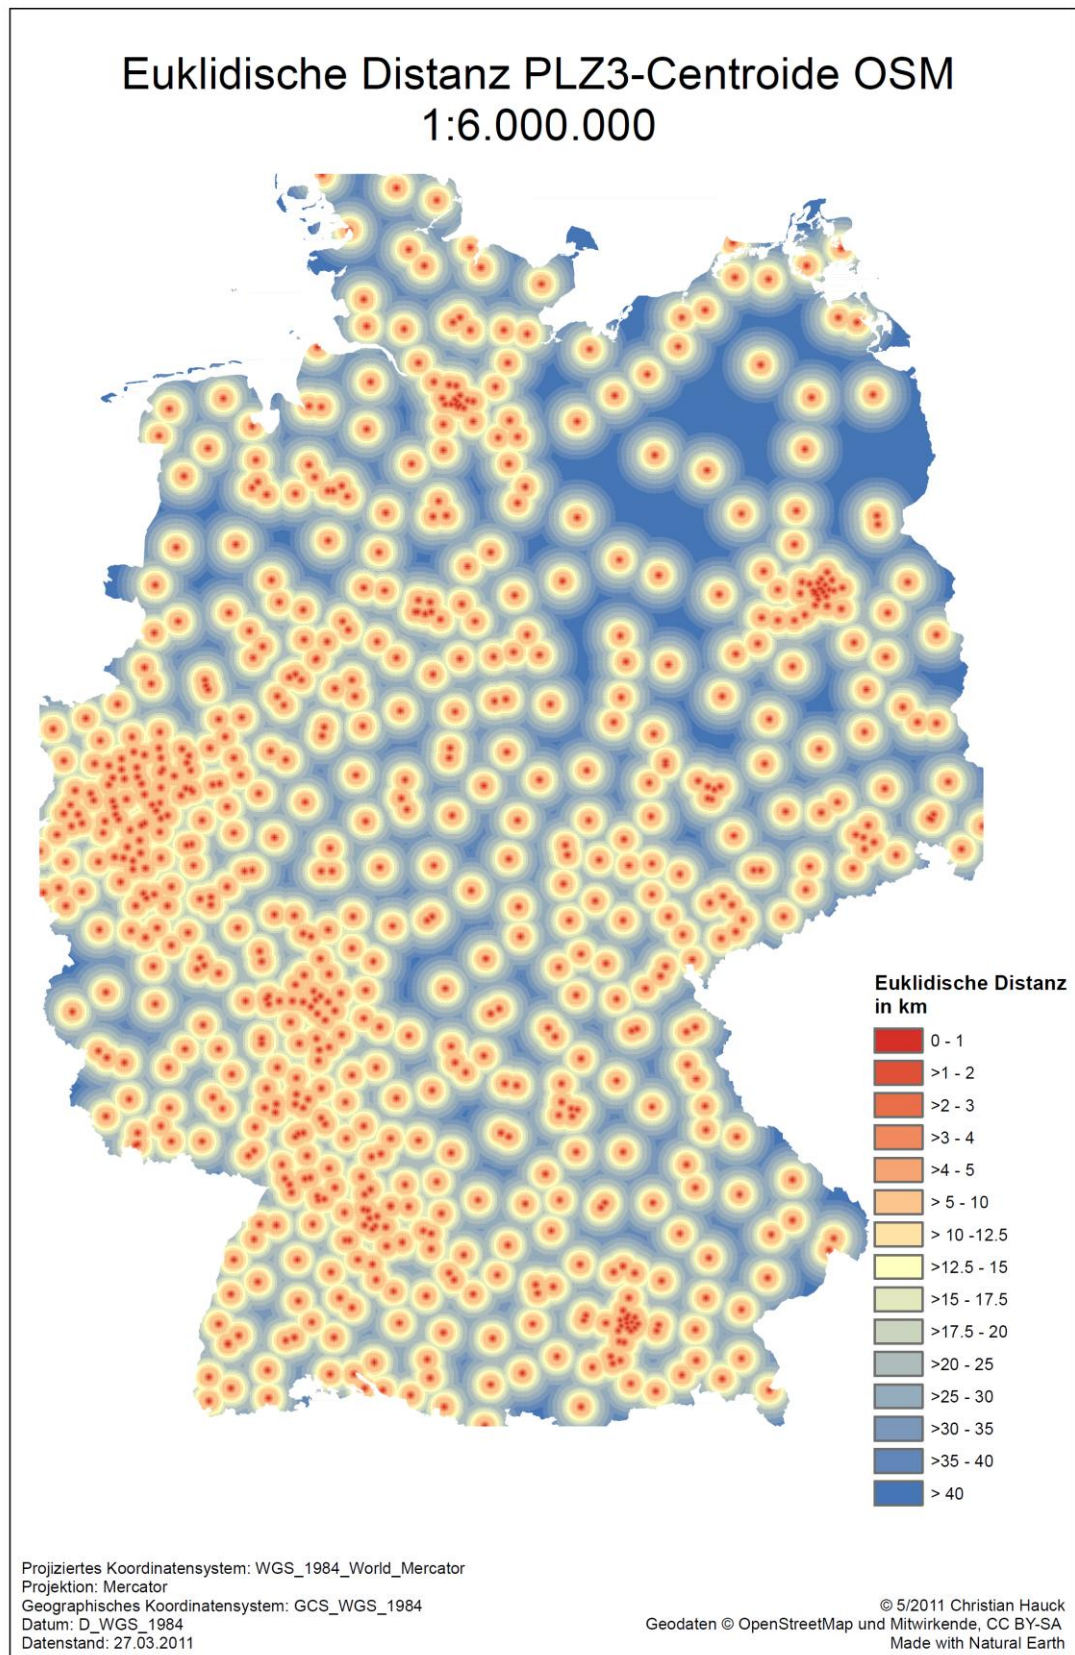 Euklidische Distanz PLZ3-Centroide OSM
1:6.000.000
Euklidische Distanz
in km
0 - 1
>1 - 2
>2 - 3
>3 - 4
>4 - 5
> 5 - 10
> 10 -12.5
>12.5 - 15
>15 - 17.5
>17.5 - 20
>20 - 25
>25 - 30
>30 - 35
>35 - 40
> 40
Projiziertes Koordinatensystem: WGS_1984_World_Mercator
Projektion: Mercator
Geographisches Koordinatensystem: GCS_WGS_1984
Datum: D_WGS_1984
Datenstand: 27.03.2011
© 5/2011 Christian Hauck
Geodaten © OpenStreetMap und Mitwirkende, CC BY-SA
Made with Natural Earth